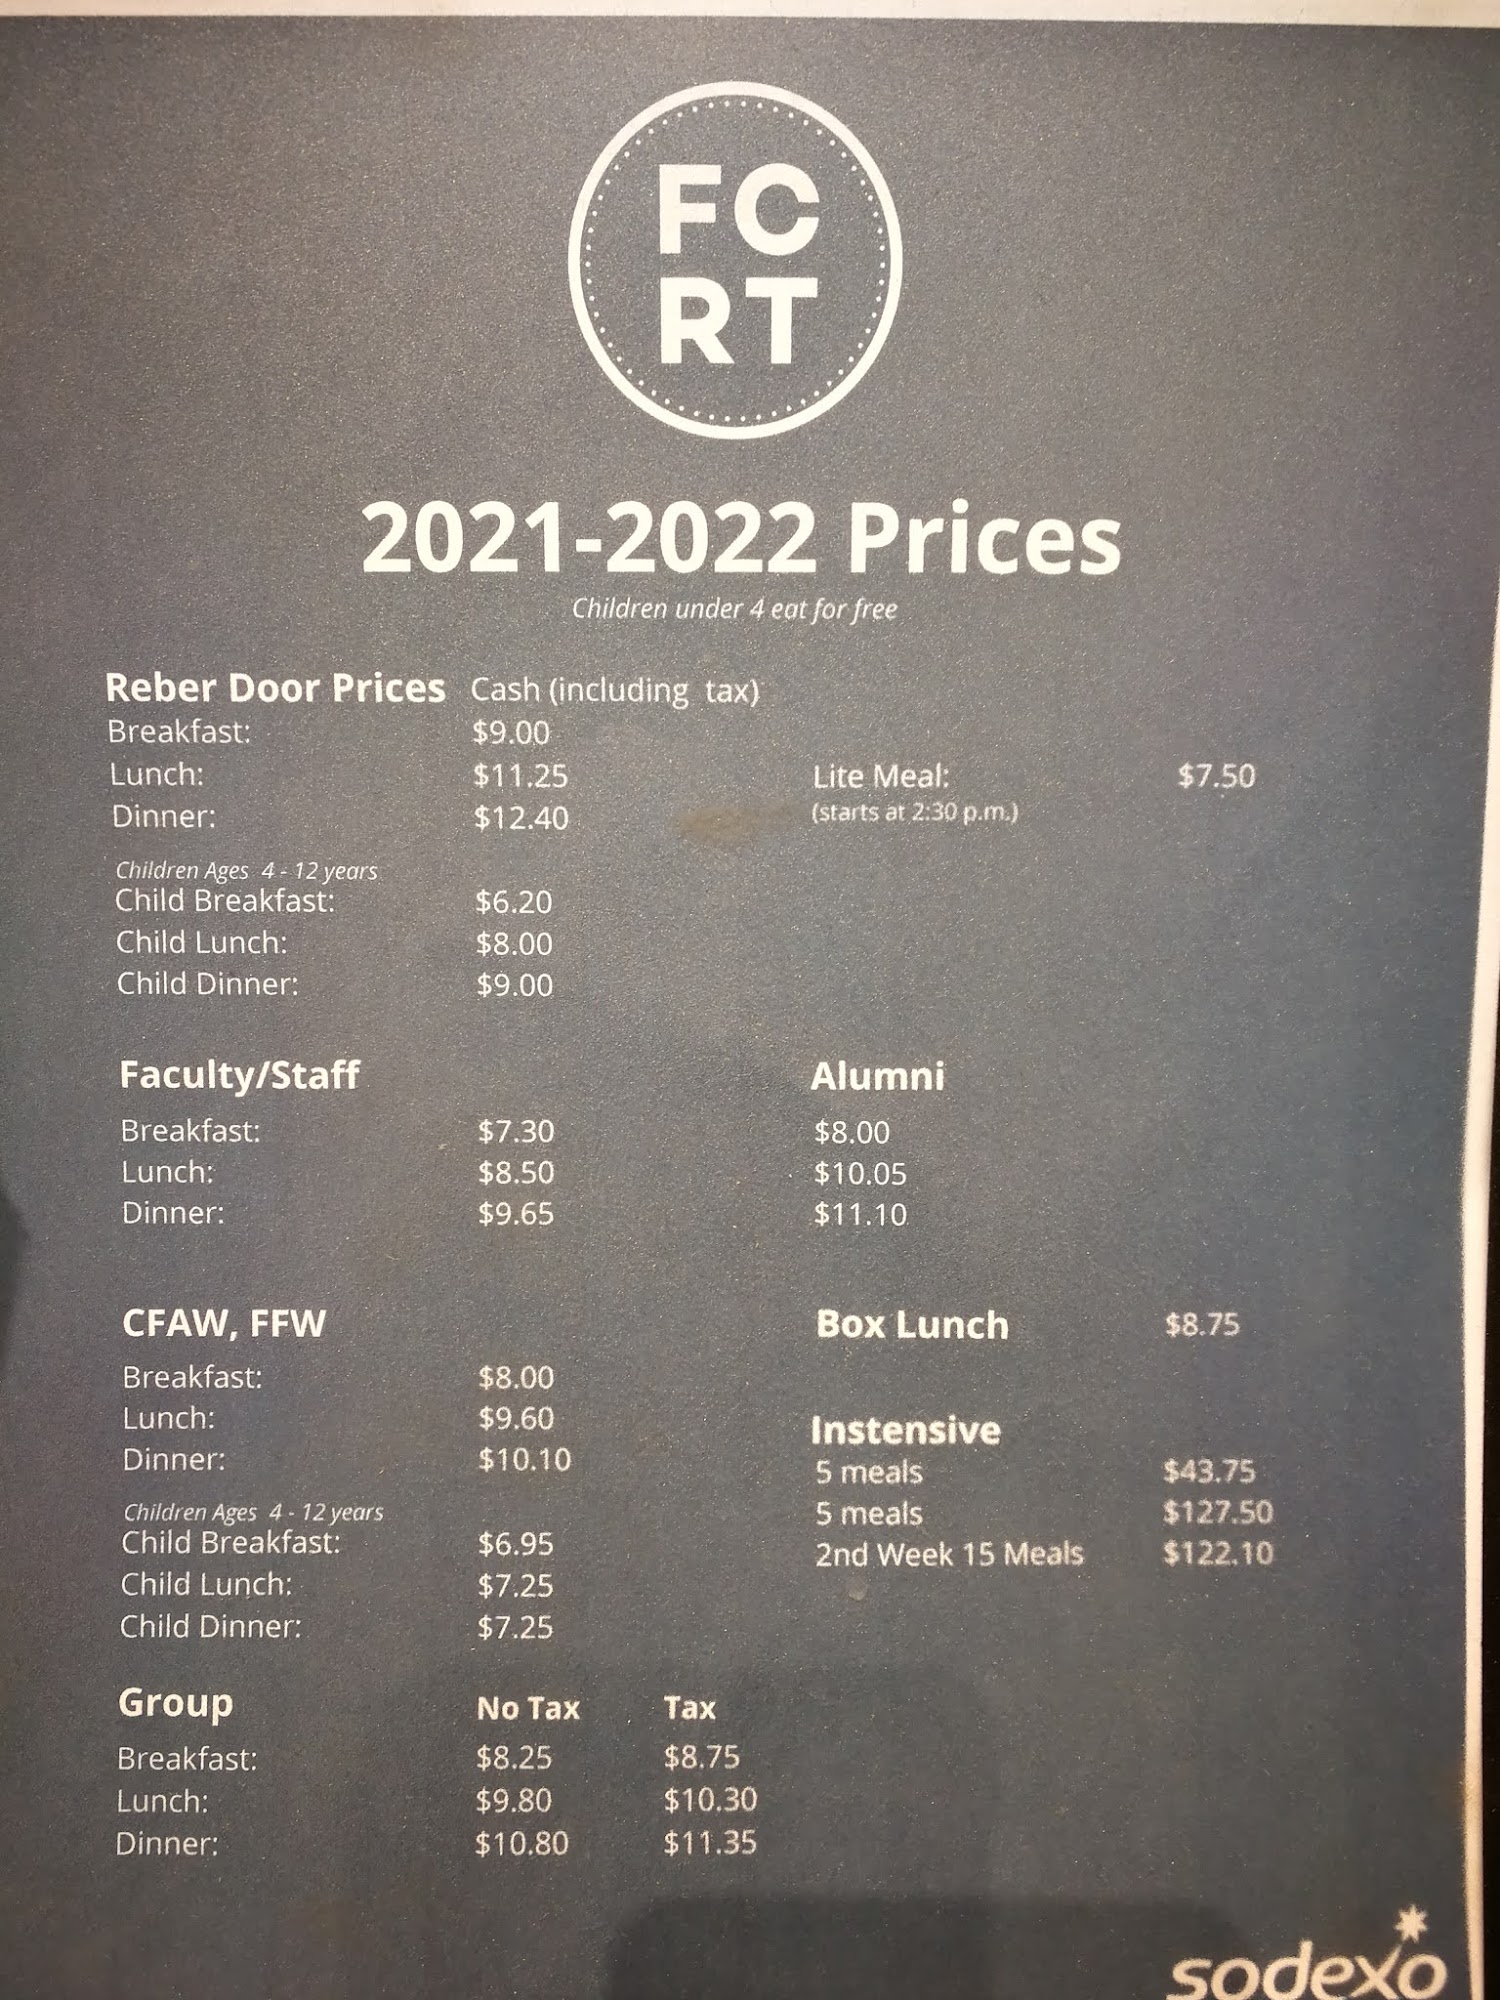 FC
RT
2021-2022 Prices
Children under 4 eat for free
Reber Door Prices Cash (including tax)
Breakfast: $9.00
Lunch: $11.25 Lite Meal: $7.50
Dinner: $12.40 (starts at 2:30 p.m.)
Children Ages 4 - 12 years
Child Breakfast: $6.20
Child Lunch: $8.00
Child Dinner: $9.00
Faculty/Staff Alumni
Breakfast: $7.30 $8.00
Lunch: $8.50 $10.05
Dinner: $9.65 $11.10
CFAW, FFW Box Lunch $8.75
Breakfast: $8.00
Lunch: $9.60 Instensive
Dinner: $10.10 5 meals $43.75
Children Ages 4 - 12 years 5 meals $127.50
Child Breakfast: $6.95 2nd Week 15 Meals $122.10
Child Lunch: $7.25
Child Dinner: $7.25
Group No Tax Tax
Breakfast: $8.25 $8.75
Lunch: $9.80 $10.30
Dinner: $10.80 $11.35
sodexo